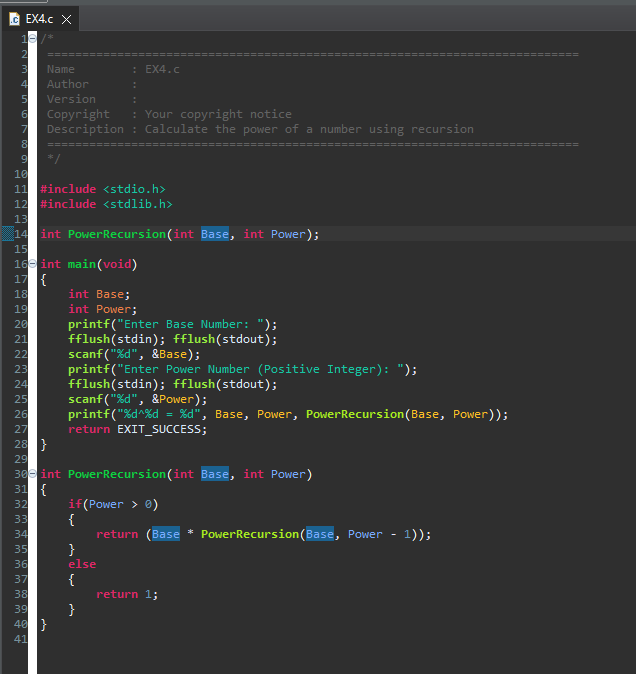 EX4.c
1 /*
2 ============================================================================
3 Name        : EX4.c
4 Author      :
5 Version     :
6 Copyright   : Your copyright notice
7 Description : Calculate the power of a number using recursion
8 ============================================================================
9 */
10
11 #include <stdio.h>
12 #include <stdlib.h>
13
14 int PowerRecursion(int Base, int Power);
15
16 int main(void)
17 {
18     int Base;
19     int Power;
20     printf("Enter Base Number: ");
21     fflush(stdin); fflush(stdout);
22     scanf("%d", &Base);
23     printf("Enter Power Number (Positive Integer): ");
24     fflush(stdin); fflush(stdout);
25     scanf("%d", &Power);
26     printf("%d^%d = %d", Base, Power, PowerRecursion(Base, Power));
27     return EXIT_SUCCESS;
28 }
29
30 int PowerRecursion(int Base, int Power)
31 {
32     if(Power > 0)
33     {
34         return (Base * PowerRecursion(Base, Power - 1));
35     }
36     else
37     {
38         return 1;
39     }
40 }
41